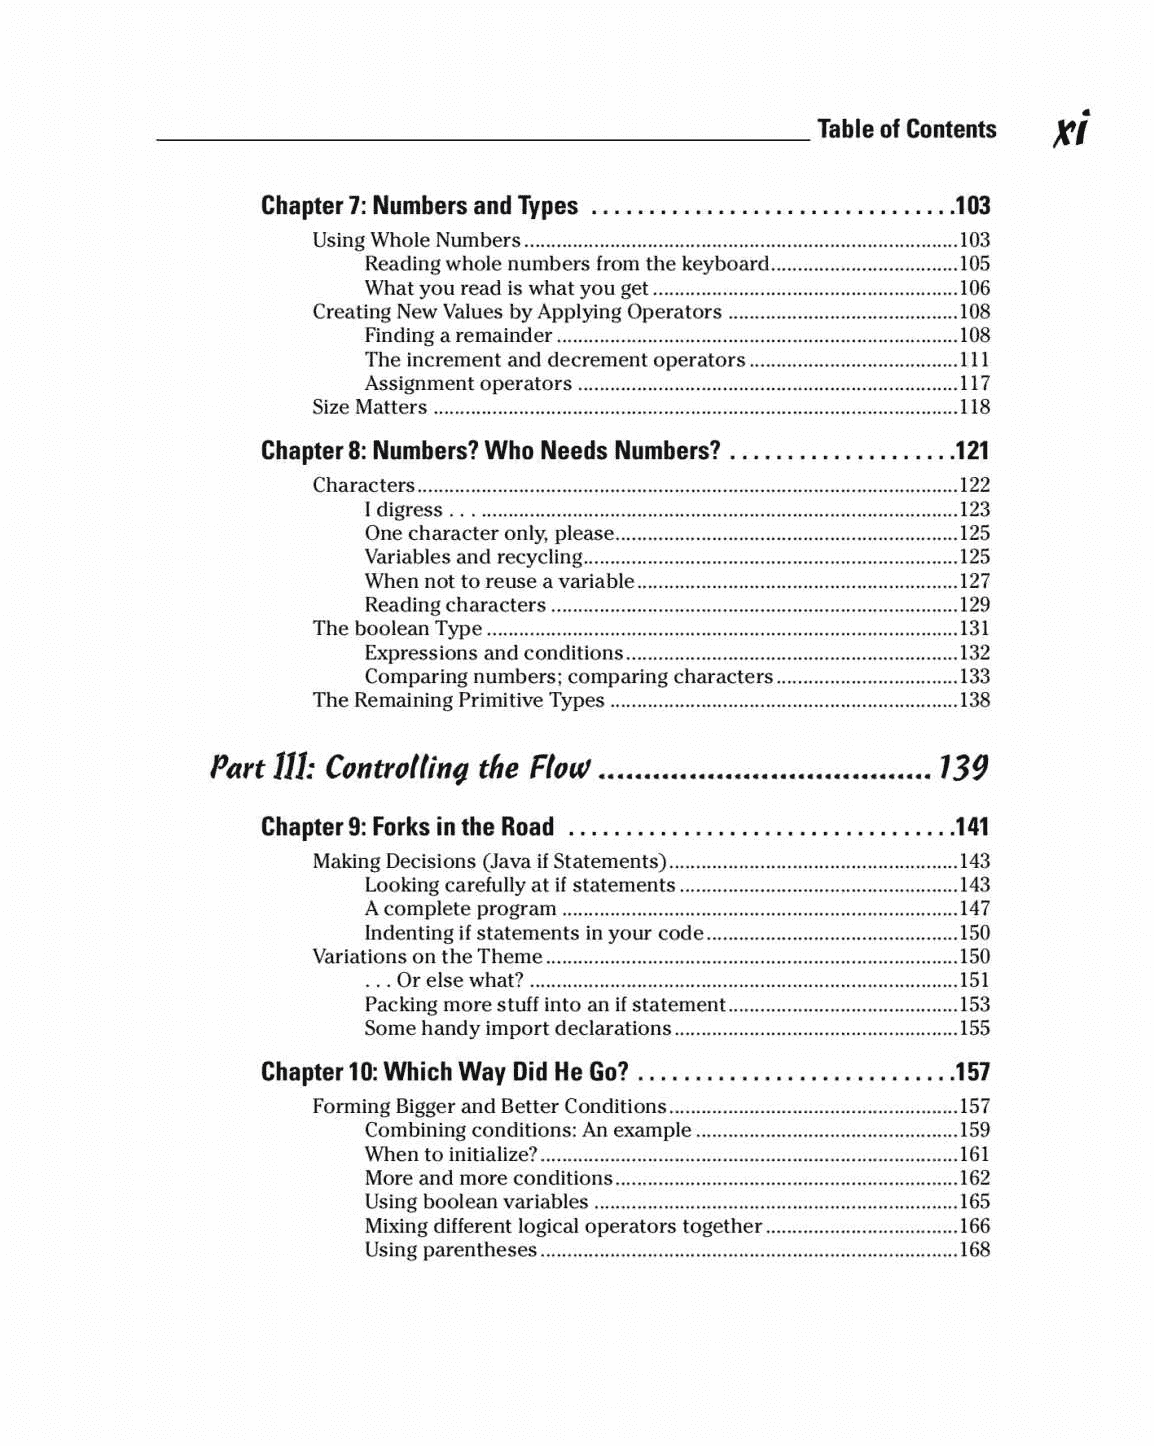 Table of Contents xi
Chapter 7: Numbers and Types . . . . . . . . . . . . . . . . . . . . . . . . . . . . . . . .103
Using Whole Numbers.................................................................................103
Reading whole numbers from the keyboard...................................105
What you read is what you get .........................................................106
Creating New Values by Applying Operators ...........................................108
Finding a remainder ...........................................................................108
The increment and decrement operators .......................................111
Assignment operators .......................................................................117
Size Matters ..................................................................................................118
Chapter 8: Numbers? Who Needs Numbers? . . . . . . . . . . . . . . . . . . . .121
Characters.....................................................................................................122
I digress . . . .........................................................................................123
One character only, please................................................................125
Variables and recycling......................................................................125
When not to reuse a variable............................................................127
Reading characters ............................................................................129
The boolean Type ........................................................................................131
Expressions and conditions..............................................................132
Comparing numbers; comparing characters..................................133
The Remaining Primitive Types .................................................................138
Part III: Controlling the Flow ..................................... 139
Chapter 9: Forks in the Road . . . . . . . . . . . . . . . . . . . . . . . . . . . . . . . . . .141
Making Decisions (Java if Statements)......................................................143
Looking carefully at if statements ....................................................143
A complete program ..........................................................................147
Indenting if statements in your code...............................................150
Variations on the Theme.............................................................................150
. . . Or else what? ................................................................................151
Packing more stuff into an if statement...........................................153
Some handy import declarations.....................................................155
Chapter 10: Which Way Did He Go? . . . . . . . . . . . . . . . . . . . . . . . . . . . .157
Forming Bigger and Better Conditions......................................................157
Combining conditions: An example .................................................159
When to initialize?..............................................................................161
More and more conditions................................................................162
Using boolean variables ....................................................................165
Mixing different logical operators together....................................166
Using parentheses..............................................................................168